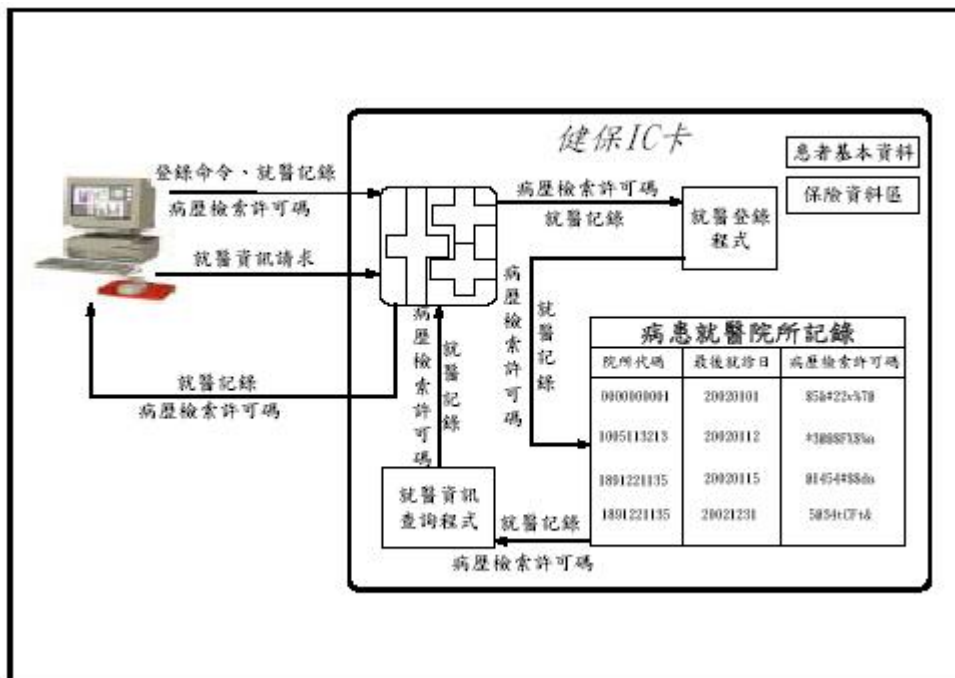 健保IC卡
患者基本資料
保險資料區
登錄命令、就醫記錄
病歷檢索許可碼
就醫資訊請求
病歷檢索許可碼
就醫記錄
就醫登錄
程式
病歷檢索許可碼
就醫記錄
病歷檢索許可碼
就醫記錄
就醫記錄
病歷檢索許可碼
病患就醫院所記錄
院所代碼 最後就診日 病歷檢索許可碼
0000000001 20020101
1005113213 20020112
1891221135 20020115
1891221135 20021231
就醫資訊
查詢程式
就醫記錄
病歷檢索許可碼